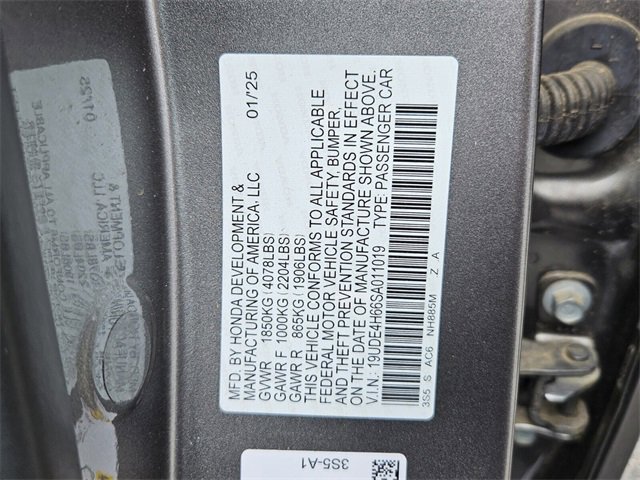 MFD. BY HONDA DEVELOPMENT &
MANUFACTURING OF AMERICA, LLC 01/'25
GVWR 1850KG(4078LBS)
GAWR F 1000KG(2204LBS)
GAWR R 865KG(1906LBS)
THIS VEHICLE CONFORMS TO ALL APPLICABLE
FEDERAL MOTOR VEHICLE SAFETY, BUMPER,
AND THEFT PREVENTION STANDARDS IN EFFECT
ON THE DATE OF MANUFACTURE SHOWN ABOVE.
V.I.N.: 19UDE4H66SA011019 TYPE: PASSENGER CAR
3S5 S AC6 NH885M Z A
3S5-A1